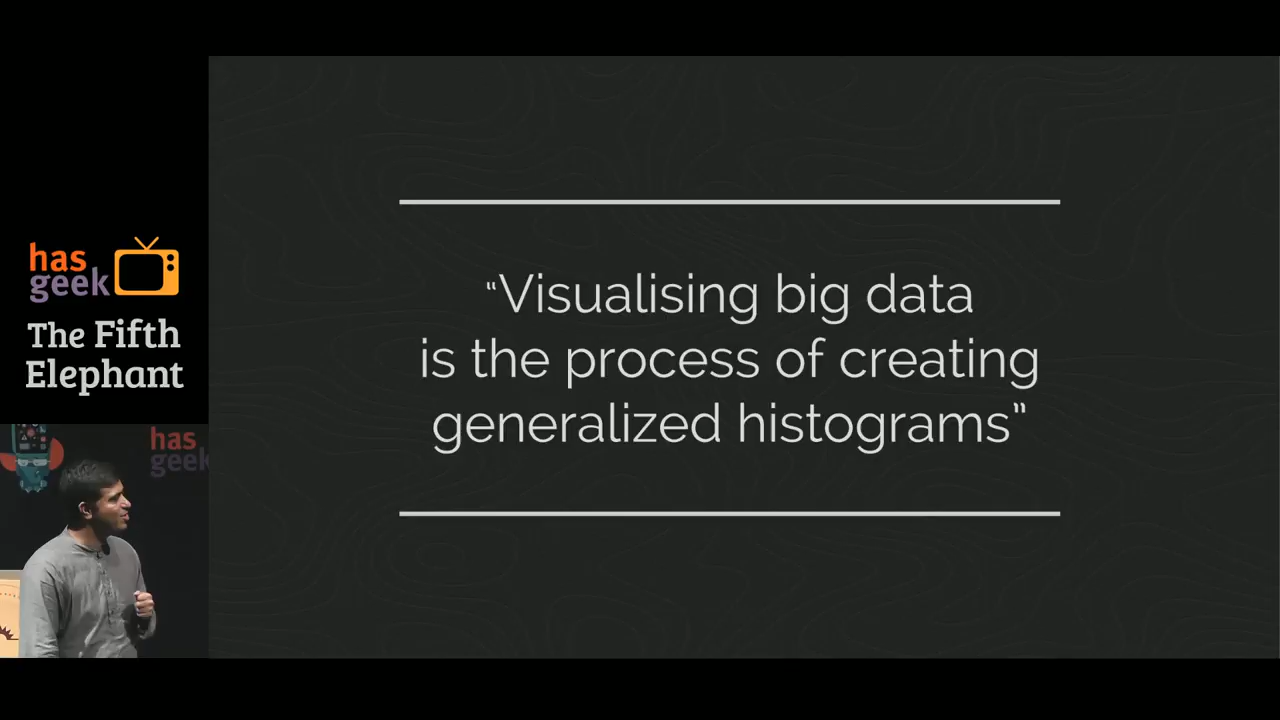 has
geek
The Fifth
Elephant
has
geek
“Visualising big data
is the process of creating
generalized histograms”